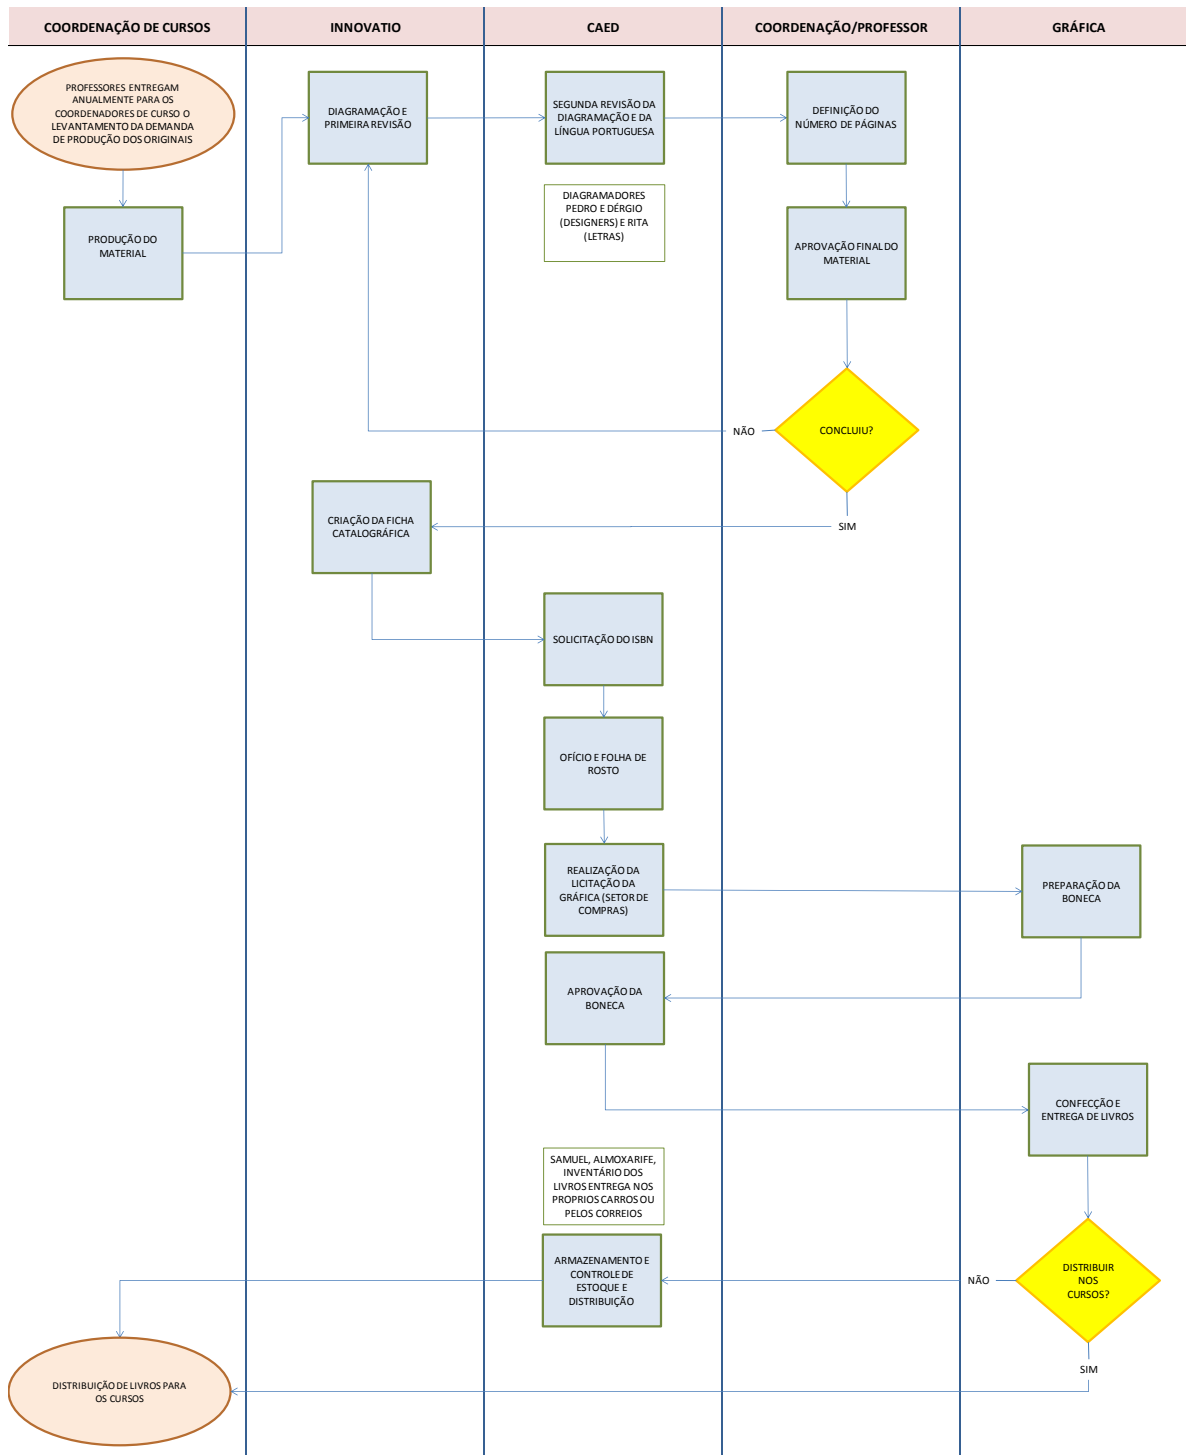 COORDENAÇÃO DE CURSOS
INNOVATIO
CAED
COORDENAÇÃO/PROFESSOR
GRÁFICA
PROFESSORES ENTREGAM
ANUALMENTE PARA OS
COORDENADORES DE CURSO O
LEVANTAMENTO DA DEMANDA
DE PRODUÇÃO DOS ORIGINAIS
DIAGRAMAÇÃO E
PRIMEIRA REVISÃO
SEGUNDA REVISÃO DA
DIAGRAMAÇÃO E DA
LÍNGUA PORTUGUESA
DEFINIÇÃO DO
NÚMERO DE PÁGINAS
DIAGRAMADORES
PEDRO E DÉRGIO
(DESIGNERS) E RITA
(LETRAS)
PRODUÇÃO DO
MATERIAL
APROVAÇÃO FINAL DO
MATERIAL
CONCLUIU?
NÃO
SIM
CRIAÇÃO DA FICHA
CATALOGRÁFICA
SOLICITAÇÃO DO ISBN
OFÍCIO E FOLHA DE
ROSTO
REALIZAÇÃO DA
LICITAÇÃO DA
GRÁFICA (SETOR DE
COMPRAS)
PREPARAÇÃO DA
BONECA
APROVAÇÃO DA
BONECA
CONFECÇÃO E
ENTREGA DE LIVROS
SAMUEL, ALMOXARIFE,
INVENTÁRIO DOS
LIVROS ENTREGA NOS
PROPRIOS CARROS OU
PELOS CORREIOS
ARMAZENAMENTO E
CONTROLE DE
ESTOQUE E
DISTRIBUIÇÃO
NÃO
DISTRIBUIR
NOS
CURSOS?
SIM
DISTRIBUIÇÃO DE LIVROS PARA
OS CURSOS